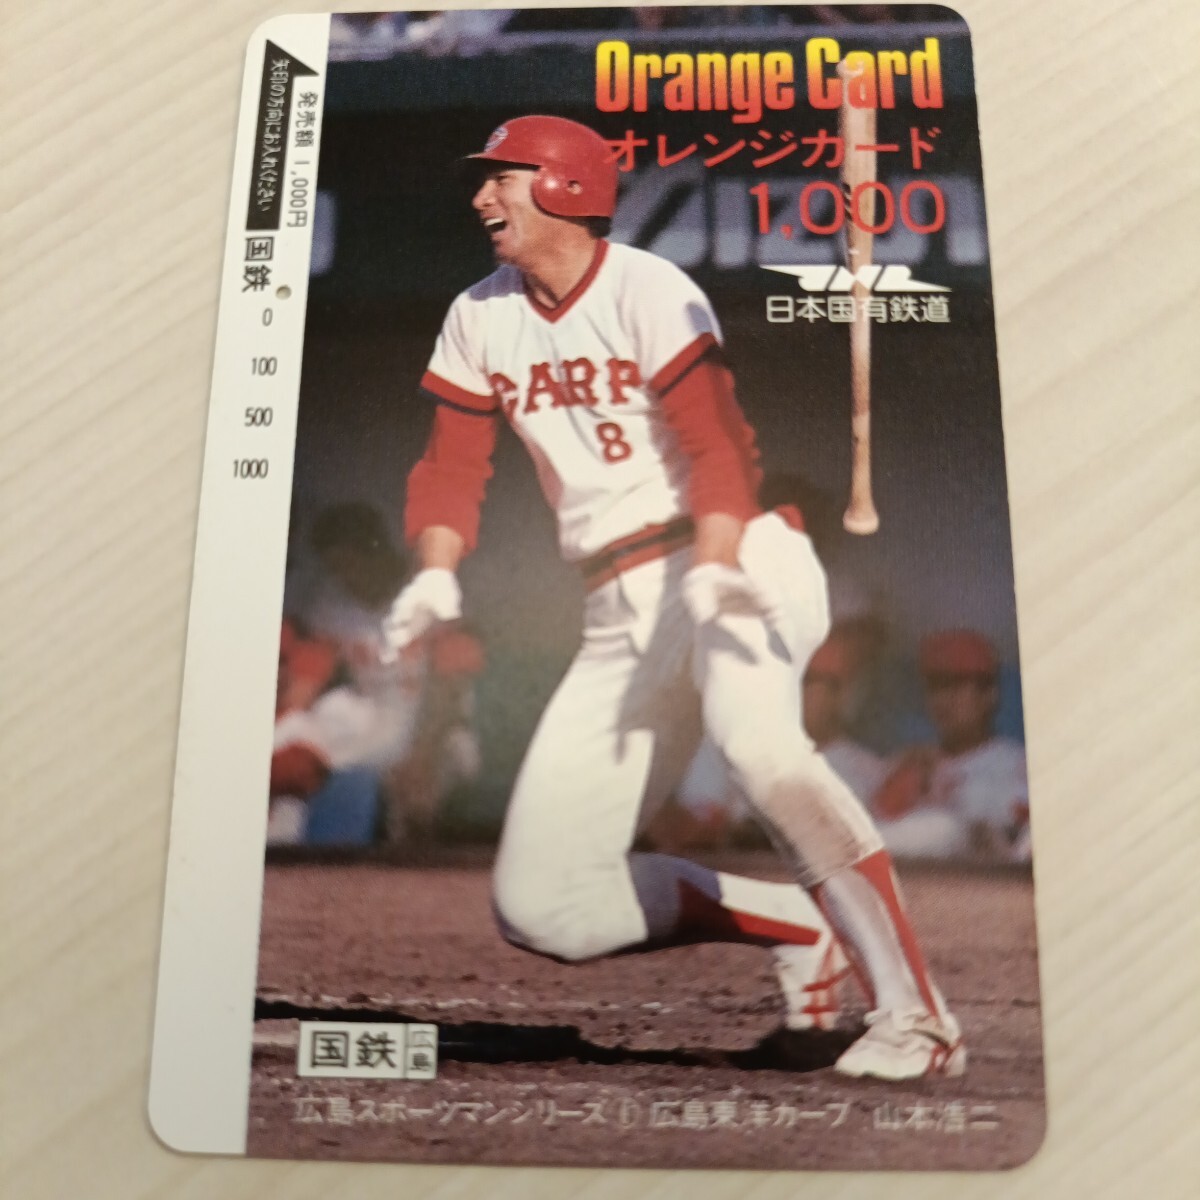 Orange Card
オレンジカード
1,000
日本国有鉄道
矢印の方向にお入れください
発売額 1,000円
国鉄
0
100
500
1000
CARP
8
国鉄 広島
広島スポーツマンシリーズ ① 広島東洋カープ 山本浩二